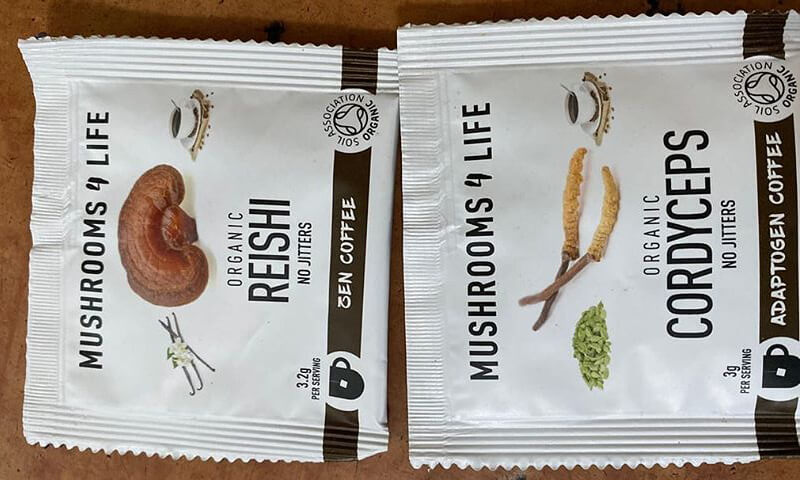 MUSHROOMS 4 LIFE
ORGANIC
REISHI
NO JITTERS
3.2g
PER SERVING
SOIL ASSOCIATION
ORGANIC
ZEN COFFEE
MUSHROOMS 4 LIFE
ORGANIC
CORDYCEPS
NO JITTERS
3g
PER SERVING
SOIL ASSOCIATION
ORGANIC
ADAPTOGEN COFFEE